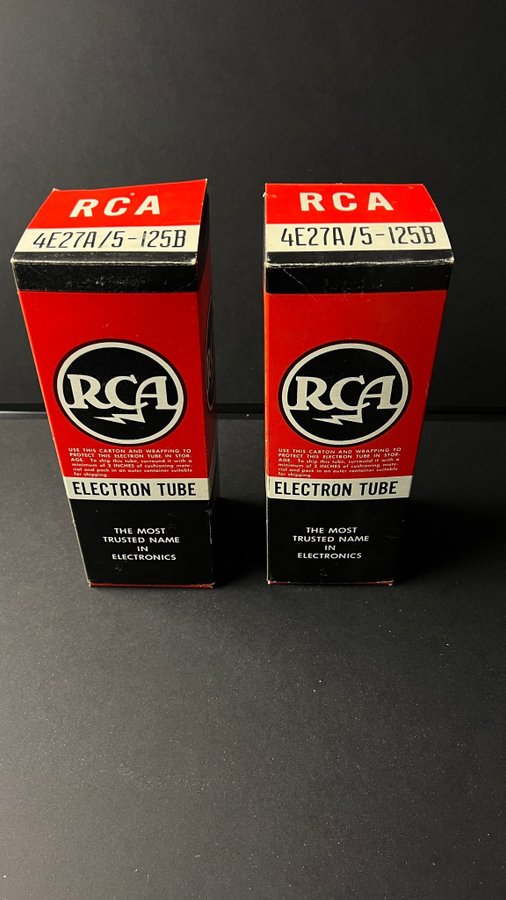 RCA
4E27A/5-125B
RCA
USE THIS CARTON AND WRAPPING TO
PROTECT THIS ELECTRON TUBE IN STOR-
AGE. To ship this tube, surround it with a
minimum of 2 INCHES of cushioning mate-
rial and pack in an outer container suitable
for shipping.
ELECTRON TUBE
THE MOST
TRUSTED NAME
IN
ELECTRONICS
RCA
4E27A/5-125B
RCA
USE THIS CARTON AND WRAPPING TO
PROTECT THIS ELECTRON TUBE IN STOR-
AGE. To ship this tube, surround it with a
minimum of 2 INCHES of cushioning mate-
rial and pack in an outer container suitable
for shipping.
ELECTRON TUBE
THE MOST
TRUSTED NAME
IN
ELECTRONICS